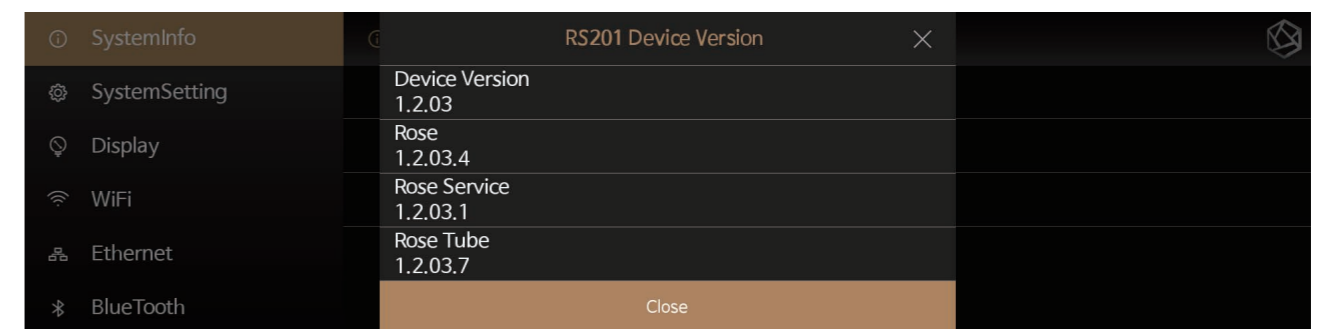 SystemInfo
SystemSetting
Display
WiFi
Ethernet
BlueTooth
RS201 Device Version
Device Version
1.2.03
Rose
1.2.03.4
Rose Service
1.2.03.1
Rose Tube
1.2.03.7
Close